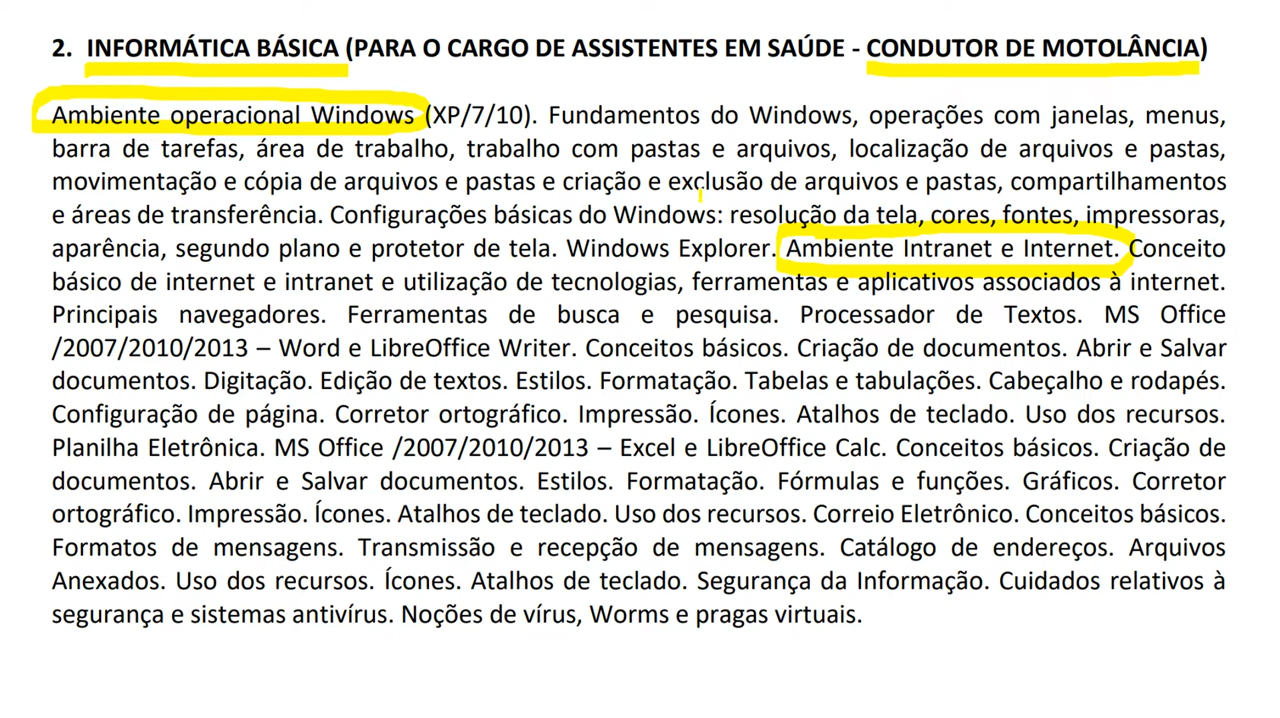 2. INFORMÁTICA BÁSICA (PARA O CARGO DE ASSISTENTES EM SAÚDE - CONDUTOR DE MOTOLÂNCIA)
Ambiente operacional Windows (XP/7/10). Fundamentos do Windows, operações com janelas, menus,
barra de tarefas, área de trabalho, trabalho com pastas e arquivos, localização de arquivos e pastas,
movimentação e cópia de arquivos e pastas e criação e exclusão de arquivos e pastas, compartilhamentos
e áreas de transferência. Configurações básicas do Windows: resolução da tela, cores, fontes, impressoras,
aparência, segundo plano e protetor de tela. Windows Explorer. Ambiente Intranet e Internet. Conceito
básico de internet e intranet e utilização de tecnologias, ferramentas e aplicativos associados à internet.
Principais navegadores. Ferramentas de busca e pesquisa. Processador de Textos. MS Office
/2007/2010/2013 – Word e LibreOffice Writer. Conceitos básicos. Criação de documentos. Abrir e Salvar
documentos. Digitação. Edição de textos. Estilos. Formatação. Tabelas e tabulações. Cabeçalho e rodapés.
Configuração de página. Corretor ortográfico. Impressão. Ícones. Atalhos de teclado. Uso dos recursos.
Planilha Eletrônica. MS Office /2007/2010/2013 – Excel e LibreOffice Calc. Conceitos básicos. Criação de
documentos. Abrir e Salvar documentos. Estilos. Formatação. Fórmulas e funções. Gráficos. Corretor
ortográfico. Impressão. Ícones. Atalhos de teclado. Uso dos recursos. Correio Eletrônico. Conceitos básicos.
Formatos de mensagens. Transmissão e recepção de mensagens. Catálogo de endereços. Arquivos
Anexados. Uso dos recursos. Ícones. Atalhos de teclado. Segurança da Informação. Cuidados relativos à
segurança e sistemas antivírus. Noções de vírus, Worms e pragas virtuais.